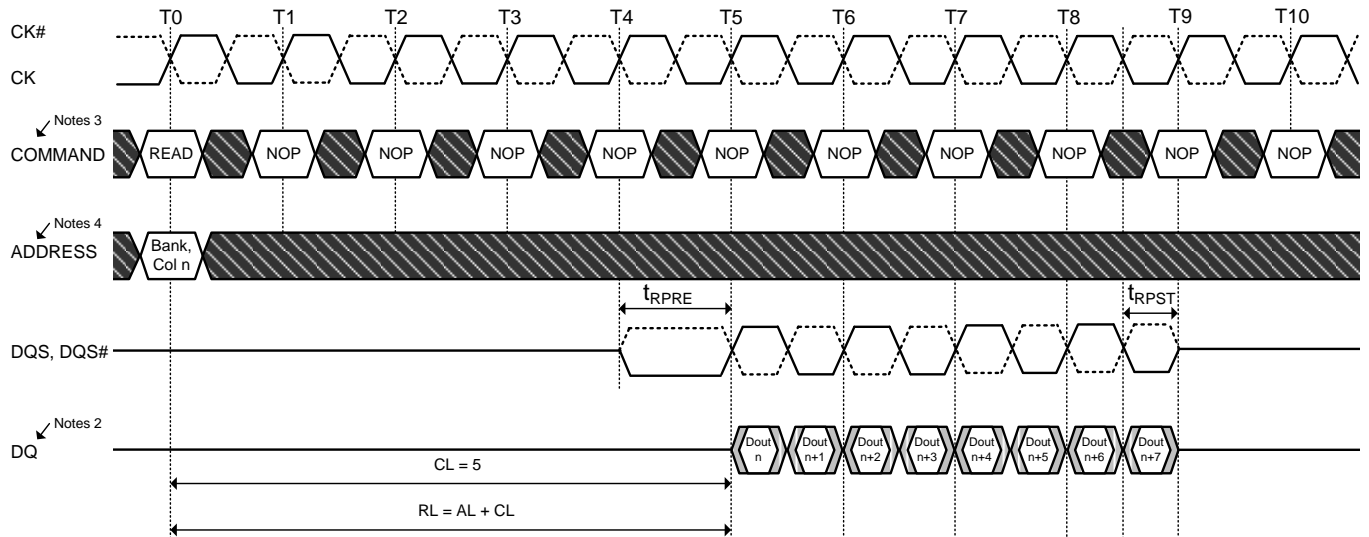 T0 T1 T2 T3 T4 T5 T6 T7 T8 T9 T10
CK#
CK
Notes 3
COMMAND READ NOP NOP NOP NOP NOP NOP NOP NOP NOP NOP
Notes 4
ADDRESS Bank,
Col n
tRPRE tRPST
DQS, DQS#
Notes 2
DQ
Dout Dout Dout Dout Dout Dout Dout Dout
n n+1 n+2 n+3 n+4 n+5 n+6 n+7
CL = 5
RL = AL + CL